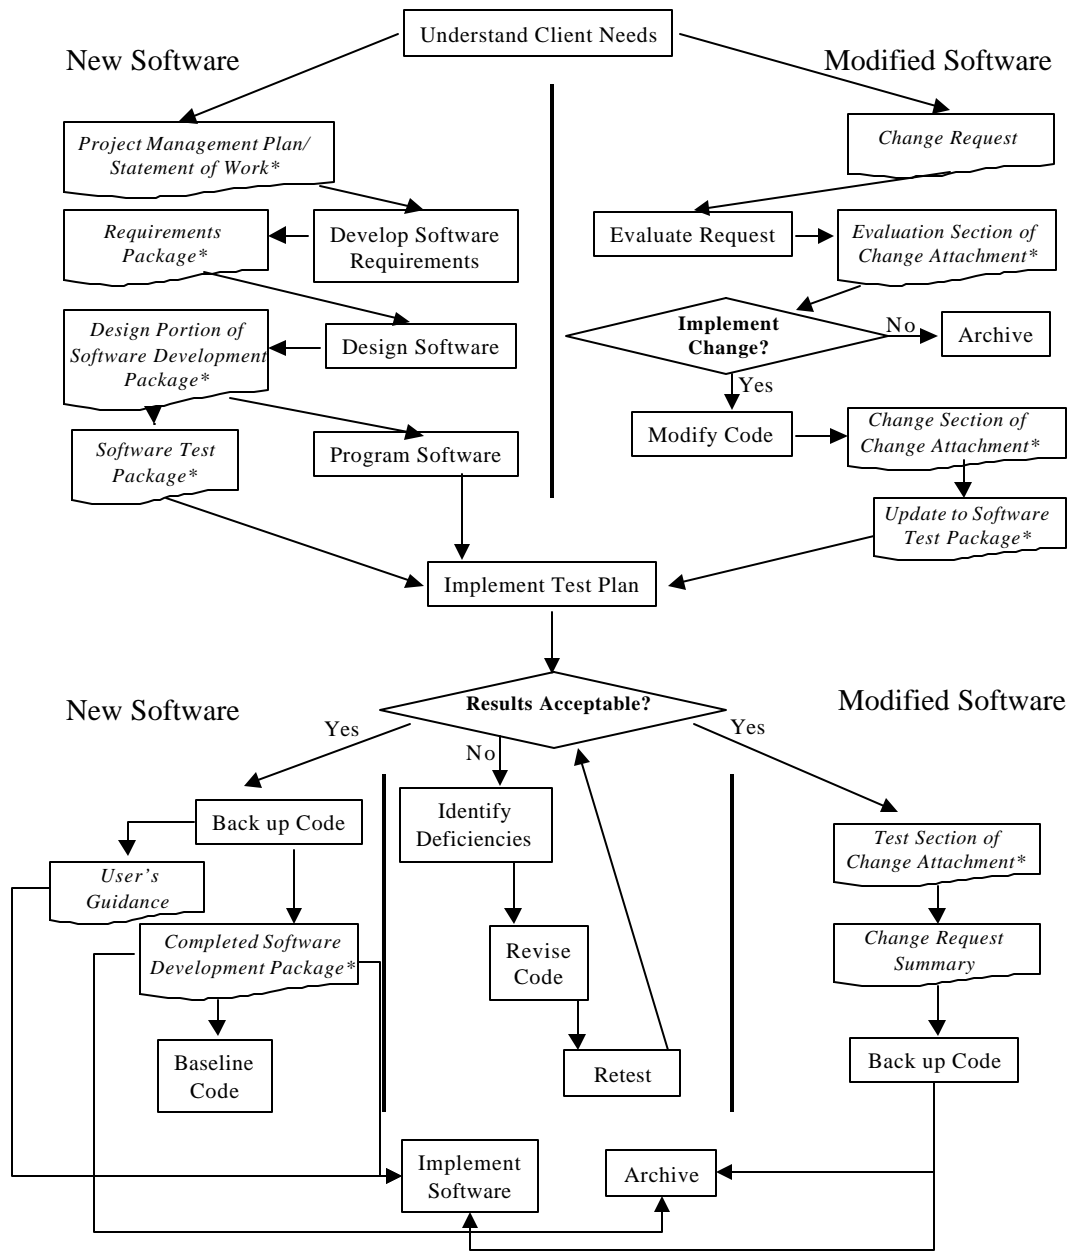 Understand Client Needs
New Software
Modified Software
Project Management Plan/
Statement of Work*
Change Request
Requirements
Package*
Develop Software
Requirements
Evaluate Request
Evaluation Section of
Change Attachment*
Design Portion of
Software Development
Package*
Design Software
Implement
Change?
No
Archive
Yes
Software Test
Package*
Program Software
Modify Code
Change Section of
Change Attachment*
Update to Software
Test Package*
Implement Test Plan
New Software
Results Acceptable?
Modified Software
Yes
No
Yes
Back up Code
Identify
Deficiencies
Test Section of
Change Attachment*
User's
Guidance
Completed Software
Development Package*
Revise
Code
Change Request
Summary
Baseline
Code
Retest
Back up Code
Implement
Software
Archive